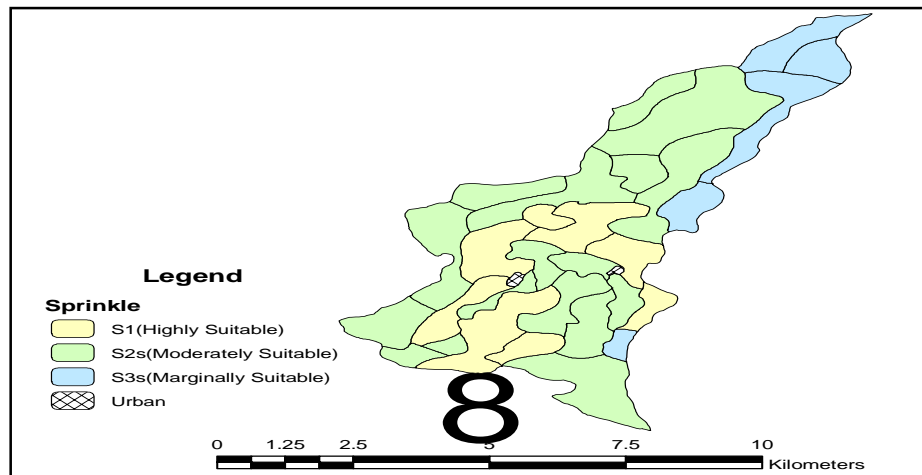 Legend
Sprinkle
S1(Highly Suitable)
S2s(Moderately Suitable)
S3s(Marginally Suitable)
Urban
8
0 1.25 2.5 5 7.5 10
Kilometers